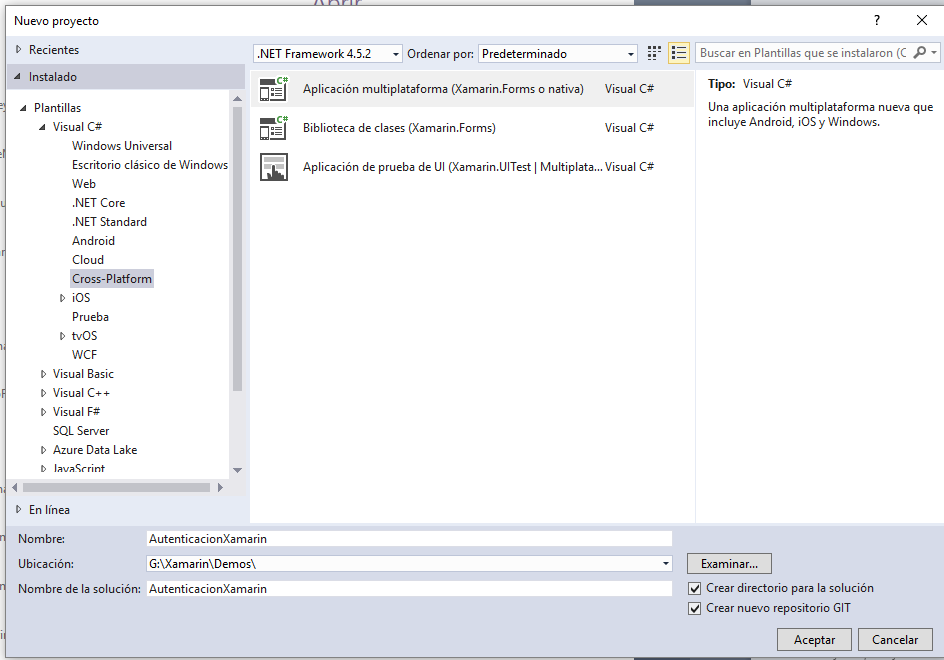 Abrir
Nuevo proyecto
?
Recientes
.NET Framework 4.5.2
Ordenar por:
Predeterminado
Buscar en Plantillas que se instalaron (C
Instalado
Plantillas
Visual C#
Windows Universal
Escritorio clásico de Windows
Web
.NET Core
.NET Standard
Android
Cloud
Cross-Platform
iOS
Prueba
tvOS
WCF
Visual Basic
Visual C++
Visual F#
SQL Server
Azure Data Lake
JavaScript
En línea
Aplicación multiplataforma (Xamarin.Forms o nativa) Visual C#
Biblioteca de clases (Xamarin.Forms) Visual C#
Aplicación de prueba de UI (Xamarin.UITest | Multiplata... Visual C#
Tipo: Visual C#
Una aplicación multiplataforma nueva que
incluye Android, iOS y Windows.
Nombre: AutenticacionXamarin
Ubicación: G:\Xamarin\Demos\
Examinar...
Nombre de la solución: AutenticacionXamarin
Crear directorio para la solución
Crear nuevo repositorio GIT
Aceptar
Cancelar